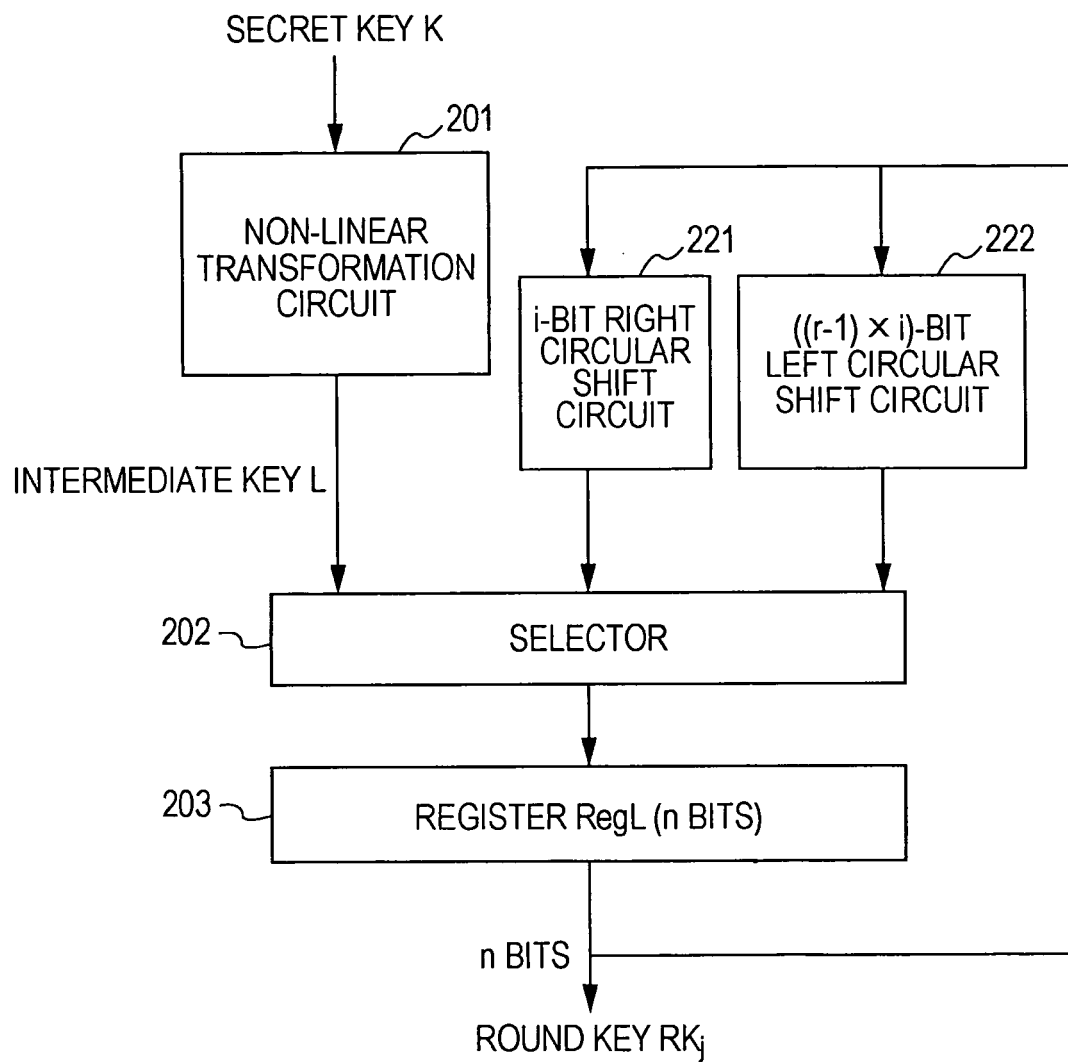 SECRET KEY K
201
NON-LINEAR
TRANSFORMATION
CIRCUIT
221
i-BIT RIGHT
CIRCULAR
SHIFT
CIRCUIT
222
((r-1) × i)-BIT
LEFT CIRCULAR
SHIFT CIRCUIT
INTERMEDIATE KEY L
202
SELECTOR
203
REGISTER RegL (n BITS)
n BITS
ROUND KEY RKj